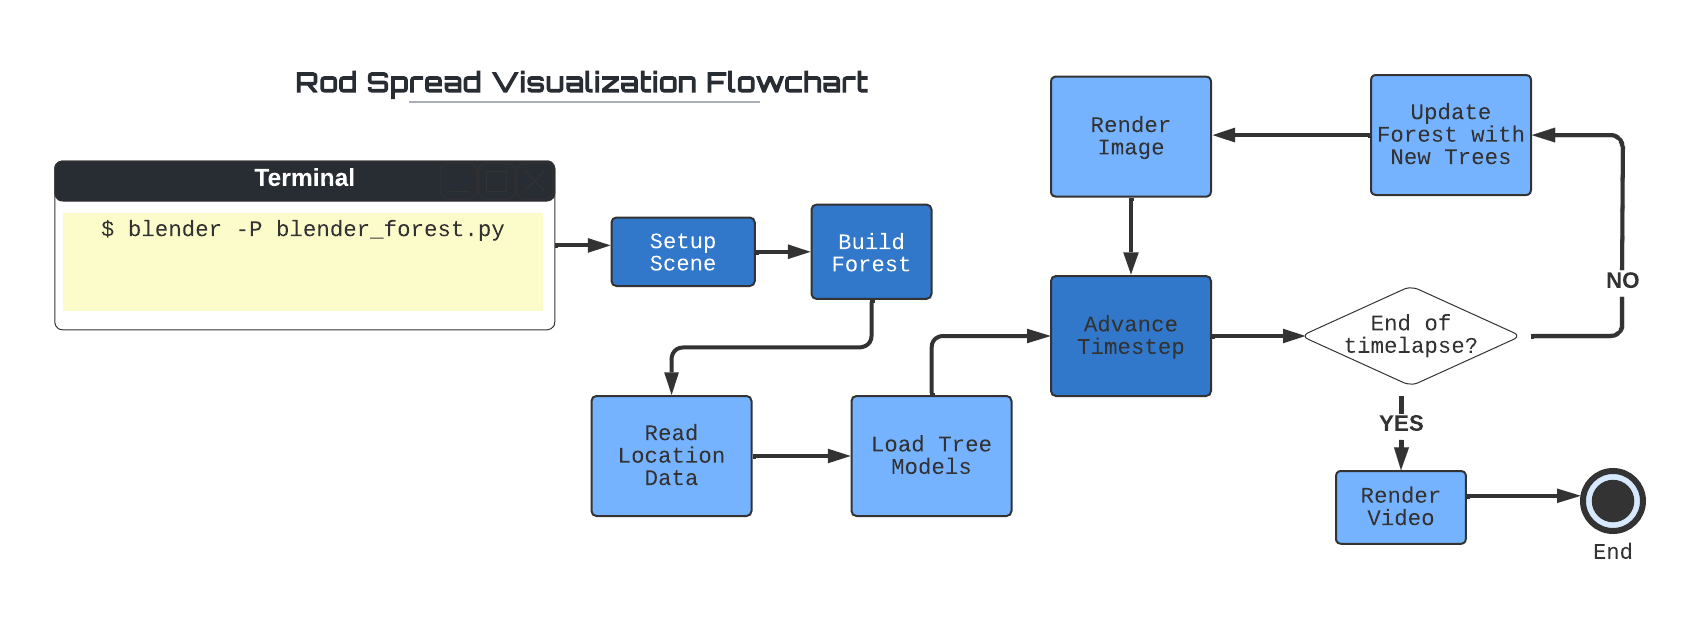 Rod Spread Visualization Flowchart
Terminal
$ blender -P blender_forest.py
Setup
Scene
Build
Forest
Read
Location
Data
Load Tree
Models
Advance
Timestep
Render
Image
Update
Forest with
New Trees
End of
timelapse?
NO
YES
Render
Video
End